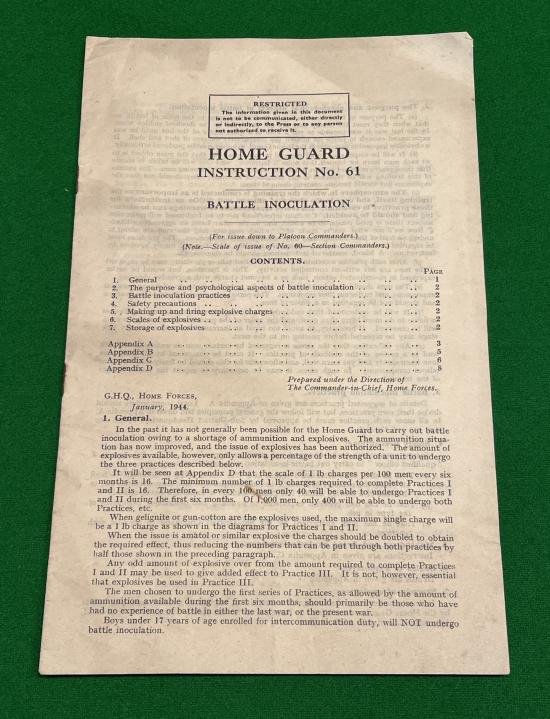 RESTRICTED
The information given in this document
is not to be communicated, either directly
or indirectly, to the Press or to any person
not authorized to receive it.
HOME GUARD
INSTRUCTION No. 61
BATTLE INOCULATION
(For issue down to Platoon Commanders.)
(Note.—Scale of issue of No. 60—Section Commanders.)
CONTENTS.
PAGE
1. General .. .. .. .. .. .. .. .. 1
2. The purpose and psychological aspects of battle inoculation .. .. .. 2
3. Battle inoculation practices .. .. .. .. .. .. 2
4. Safety precautions .. .. .. .. .. .. .. 2
5. Making up and firing explosive charges .. .. .. .. .. 2
6. Scales of explosives .. .. .. .. .. .. .. 2
7. Storage of explosives .. .. .. .. .. .. .. 2
Appendix A .. .. .. .. .. .. .. .. 3
Appendix B .. .. .. .. .. .. .. .. 5
Appendix C .. .. .. .. .. .. .. .. 6
Appendix D .. .. .. .. .. .. .. .. 8
Prepared under the Direction of
The Commander-in-Chief, Home Forces.
G.H.Q., HOME FORCES,
January, 1944.
1. General.
In the past it has not generally been possible for the Home Guard to carry out battle
inoculation owing to a shortage of ammunition and explosives. The ammunition situa-
tion has now improved, and the issue of explosives has been authorized. The amount of
explosives available, however, only allows a percentage of the strength of a unit to undergo
the three practices described below.
It will be seen at Appendix D that the scale of 1 lb charges per 100 men every six
months is 16. The minimum number of 1 lb charges required to complete Practices I
and II is 16. Therefore, in every 100 men only 40 will be able to undergo Practices I
and II during the first six months. Of 1,000 men, only 400 will be able to undergo both
Practices, etc.
When gelignite or gun-cotton are the explosives used, the maximum single charge will
be a 1 lb charge as shown in the diagrams for Practices I and II.
When the issue is amatol or similar explosive the charges should be doubled to obtain
the required effect, thus reducing the numbers that can be put through both practices by
half those shown in the preceding paragraph.
Any odd amount of explosive over from the amount required to complete Practices
I and II may be used to give added effect to Practice III. It is not, however, essential
that explosives be used in Practice III.
The men chosen to undergo the first series of Practices, as allowed by the amount of
ammunition available during the first six months, should primarily be those who have
had no experience of battle in either the last war, or the present war.
Boys under 17 years of age enrolled for intercommunication duty, will NOT undergo
battle inoculation.